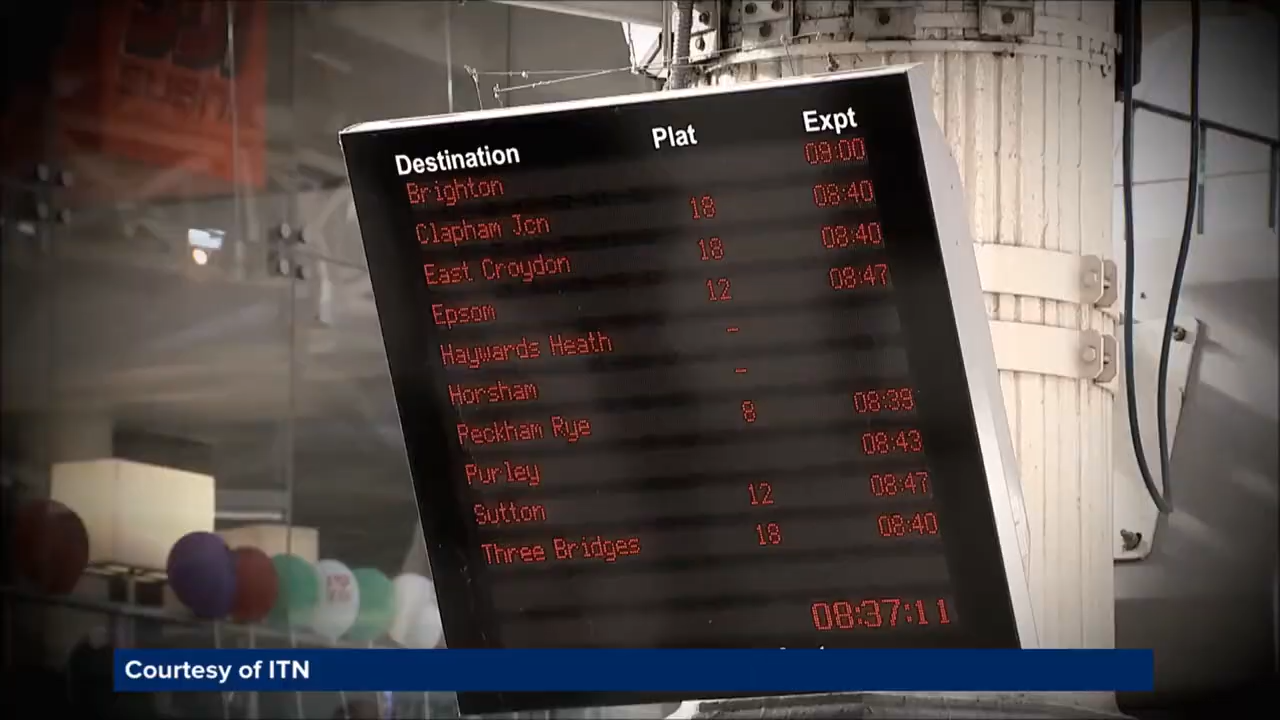 Destination Plat Expt
Brighton 08:00
Clapham Jcn 18 08:40
East Croydon 18 08:40
Epsom 12 08:47
Haywards Heath -
Horsham -
Peckham Rye 8 08:39
Purley 08:43
Sutton 12 08:47
Three Bridges 18 08:40
08:37:11
Courtesy of ITN